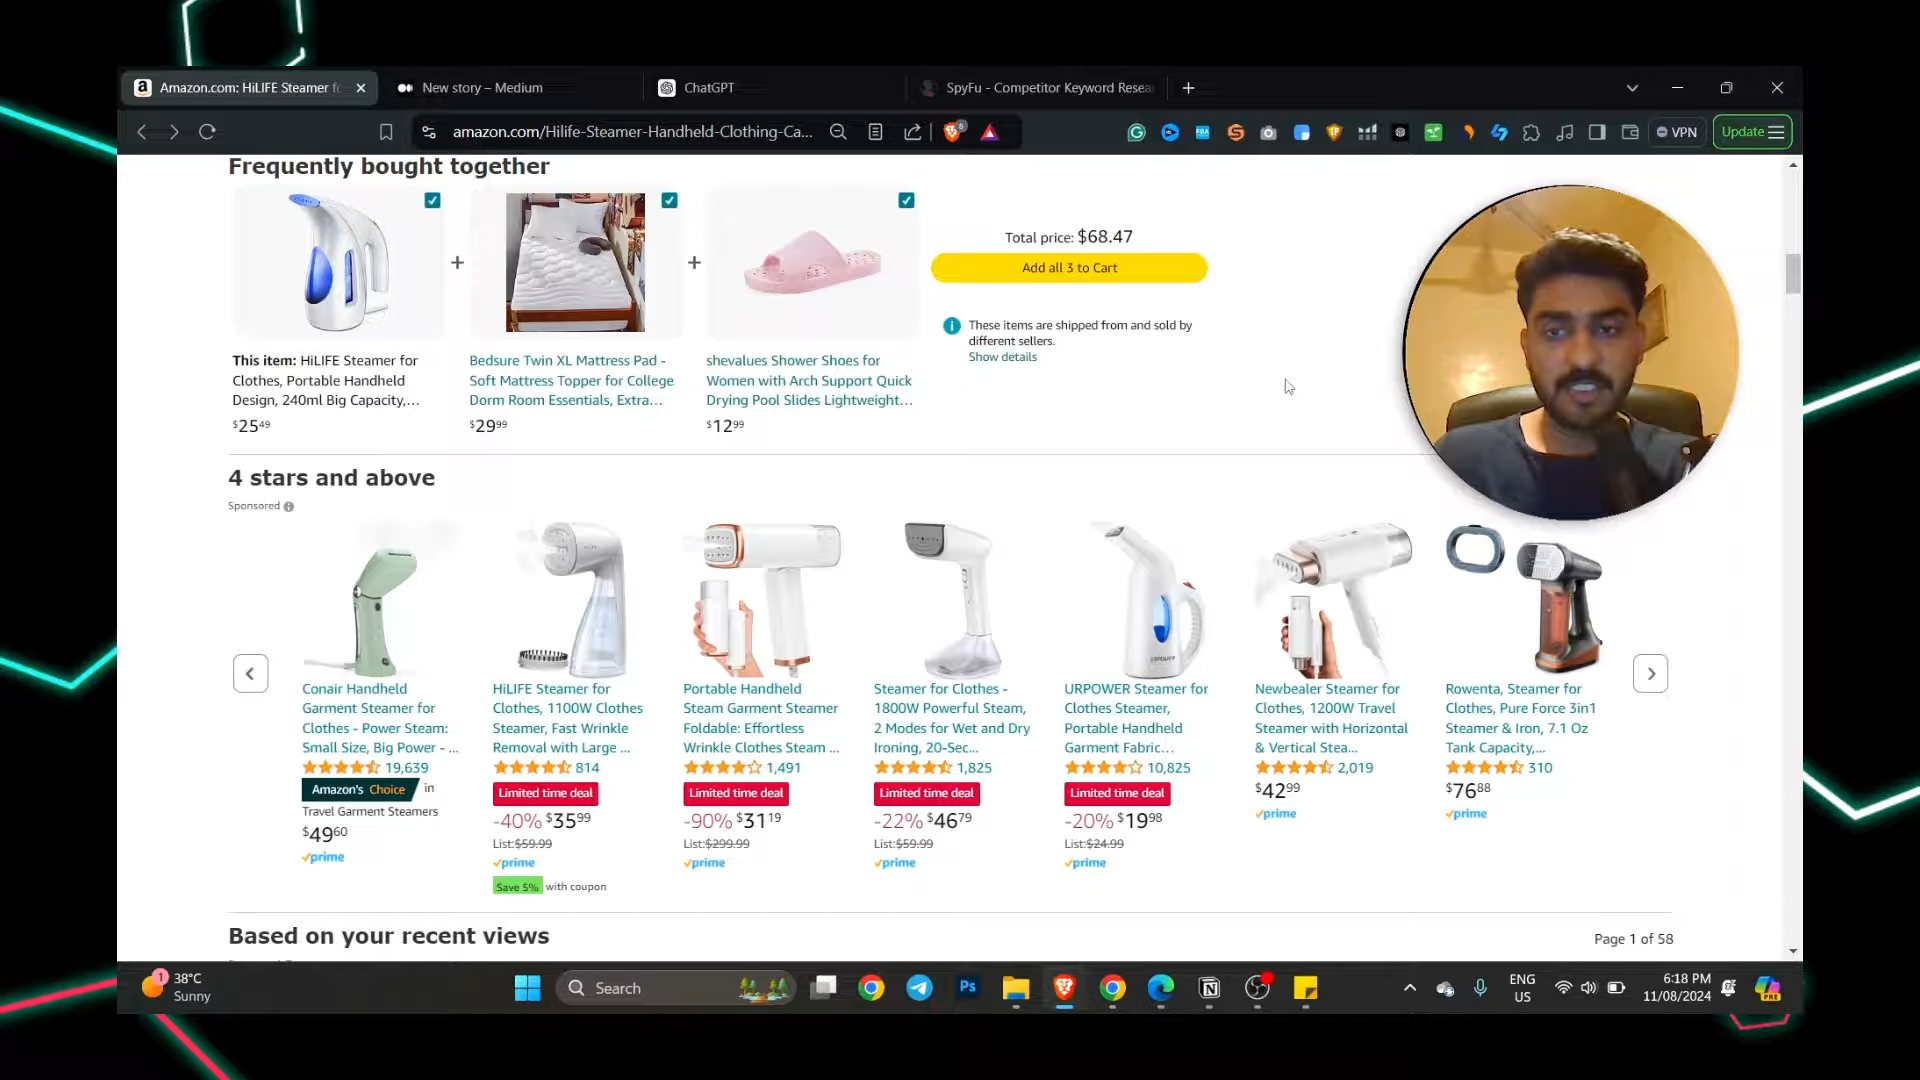 Amazon.com: HiLIFE Steamer f
New story – Medium
ChatGPT
SpyFu - Competitor Keyword Resea
amazon.com/Hilife-Steamer-Handheld-Clothing-Ca...
VPN
Update
Frequently bought together
Total price: $68.47
Add all 3 to Cart
These items are shipped from and sold by
different sellers.
Show details
This item: HiLIFE Steamer for
Clothes, Portable Handheld
Design, 240ml Big Capacity,...
$25.49
Bedsure Twin XL Mattress Pad -
Soft Mattress Topper for College
Dorm Room Essentials, Extra...
$29.99
shevalues Shower Shoes for
Women with Arch Support Quick
Drying Pool Slides Lightweight...
$12.99
4 stars and above
Sponsored
Conair Handheld
Garment Steamer for
Clothes - Power Steam:
Small Size, Big Power - ...
19,639
Amazon's Choice in
Travel Garment Steamers
$49.60
prime
HiLIFE Steamer for
Clothes, 1100W Clothes
Steamer, Fast Wrinkle
Removal with Large ...
814
Limited time deal
-40% $35.99
List:$59.99
prime
Save 5% with coupon
Portable Handheld
Steam Garment Steamer
Foldable: Effortless
Wrinkle Clothes Steam ...
1,491
Limited time deal
-90% $31.19
List:$299.99
prime
Steamer for Clothes -
1800W Powerful Steam,
2 Modes for Wet and Dry
Ironing, 20-Sec...
1,825
Limited time deal
-22% $46.79
List:$59.99
prime
URPOWER Steamer for
Clothes Steamer,
Portable Handheld
Garment Fabric...
10,825
Limited time deal
-20% $19.98
List:$24.99
prime
Newbealer Steamer for
Clothes, 1200W Travel
Steamer with Horizontal
& Vertical Stea...
2,019
$42.99
prime
Rowenta, Steamer for
Clothes, Pure Force 3in1
Steamer & Iron, 7.1 Oz
Tank Capacity,...
310
$76.88
prime
Based on your recent views
Page 1 of 58
1
38°C
Sunny
Search
Ps
ENG
US
6:18 PM
11/08/2024
PRE